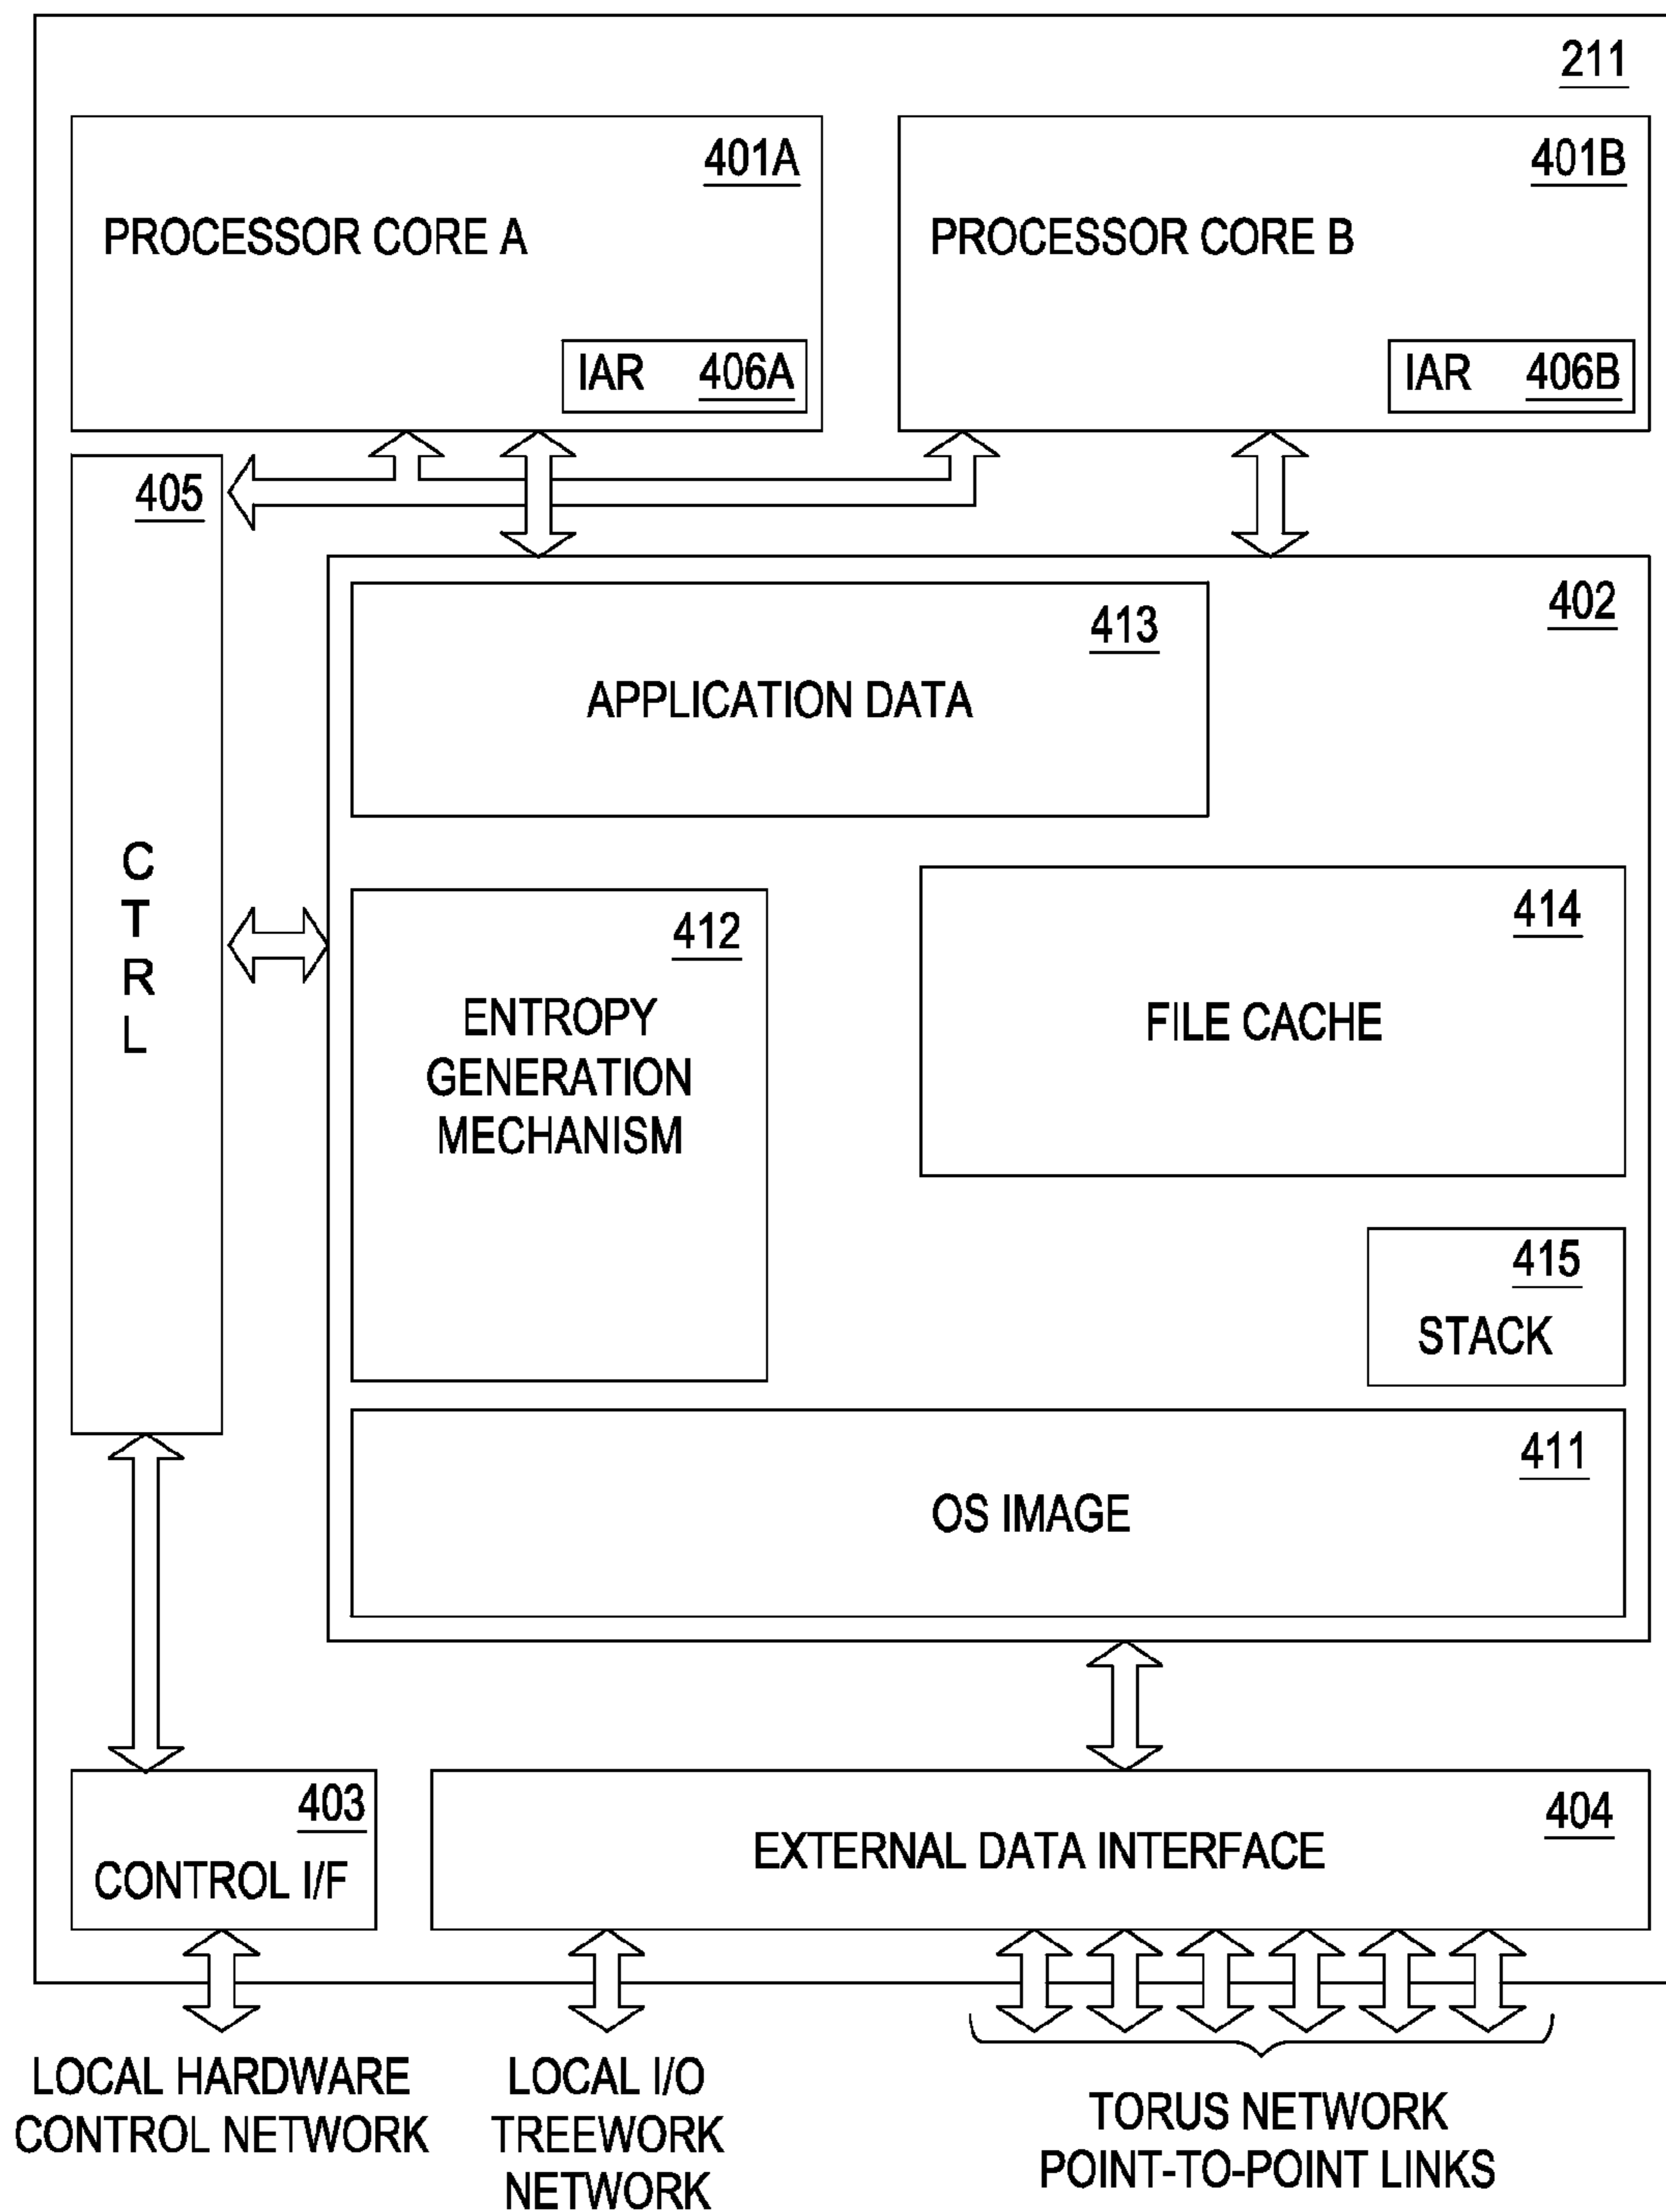 211
401A
PROCESSOR CORE A
IAR 406A
401B
PROCESSOR CORE B
IAR 406B
405
C
T
R
L
402
413
APPLICATION DATA
412
ENTROPY
GENERATION
MECHANISM
414
FILE CACHE
415
STACK
411
OS IMAGE
403
CONTROL I/F
404
EXTERNAL DATA INTERFACE
LOCAL HARDWARE
CONTROL NETWORK
LOCAL I/O
TREEWORK
NETWORK
TORUS NETWORK
POINT-TO-POINT LINKS